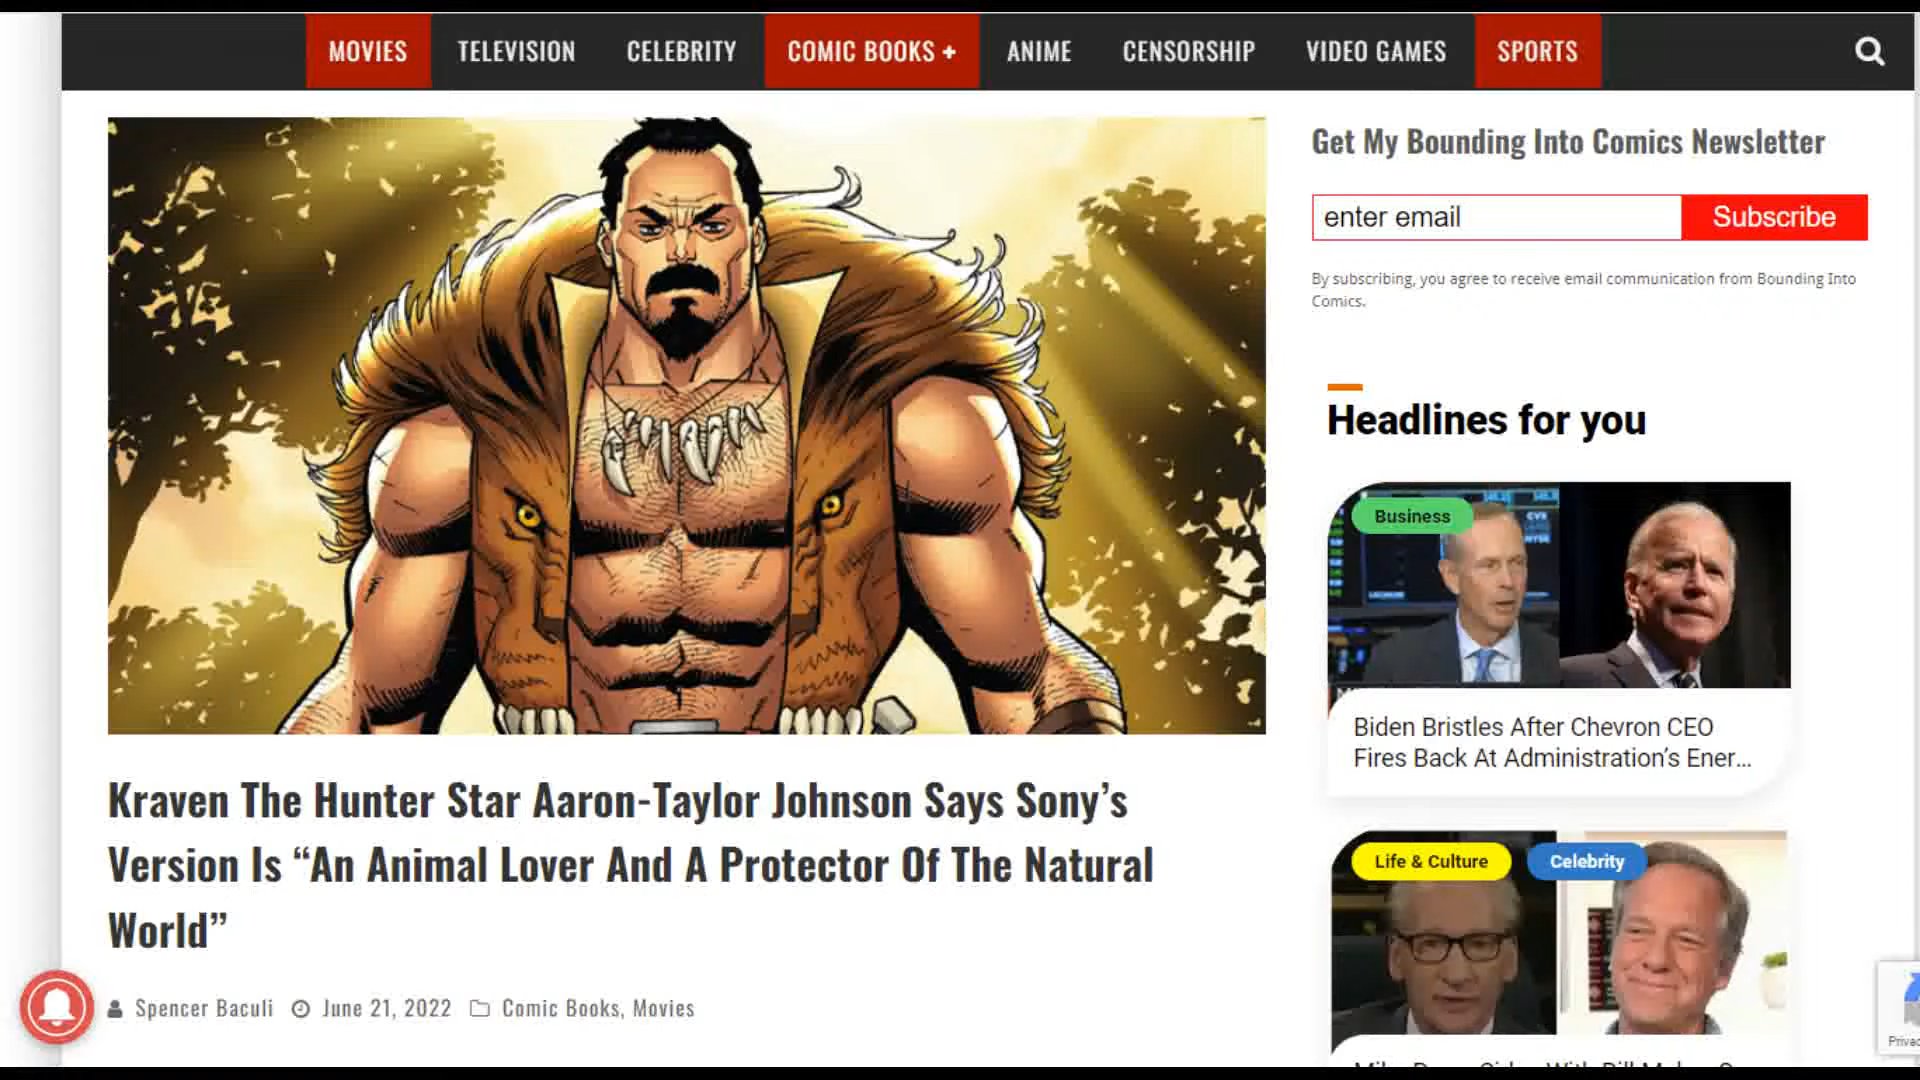 MOVIES TELEVISION CELEBRITY COMIC BOOKS + ANIME CENSORSHIP VIDEO GAMES SPORTS
Kraven The Hunter Star Aaron-Taylor Johnson Says Sony's
Version Is “An Animal Lover And A Protector Of The Natural
World”
Spencer Baculi June 21, 2022 Comic Books, Movies
Get My Bounding Into Comics Newsletter
enter email Subscribe
By subscribing, you agree to receive email communication from Bounding Into
Comics.
Headlines for you
Business
Biden Bristles After Chevron CEO
Fires Back At Administration's Ener...
Life & Culture Celebrity